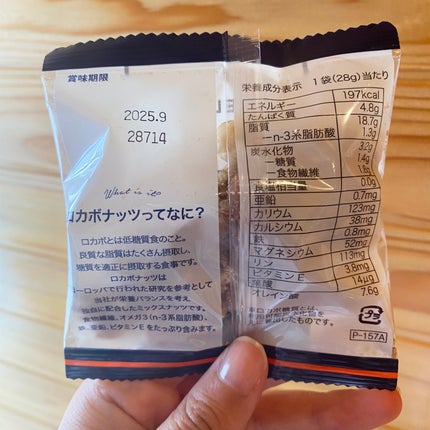 賞味期限
2025.9
28714
What is it?
ロカボナッツってなに?
ロカボとは低糖質食のこと。
良質な脂質はたくさん摂取し、
糖質を適正に摂取する食事です。
ロカボナッツは
ヨーロッパで行われた研究を参考として
当社が栄養バランスを考え、
独自に配合したミックスナッツです。
食物繊維、オメガ3(n-3系脂肪酸)、
鉄、亜鉛、ビタミンEをたっぷり含みます。
栄養成分表示 1袋(28g)当たり
エネルギー 197kcal
たんぱく質 4.8g
脂質 18.7g
―n-3系脂肪酸 1.3g
炭水化物 3.2g
―糖質 1.4g
―食物繊維 1.8g
食塩相当量 0.0g
亜鉛 0.7mg
カリウム 123mg
カルシウム 38mg
鉄 0.8mg
マグネシウム 52mg
リン 113mg
ビタミンE 3.8mg
葉酸 14μg
オレイン酸 7.6g
プラ
P-157A